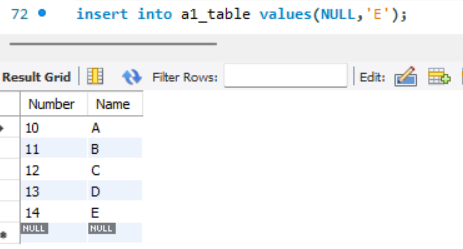 72 insert into a1_table values(NULL,'E');
Result Grid Filter Rows: Edit:
Number Name
10 A
11 B
12 C
13 D
14 E
NULL NULL